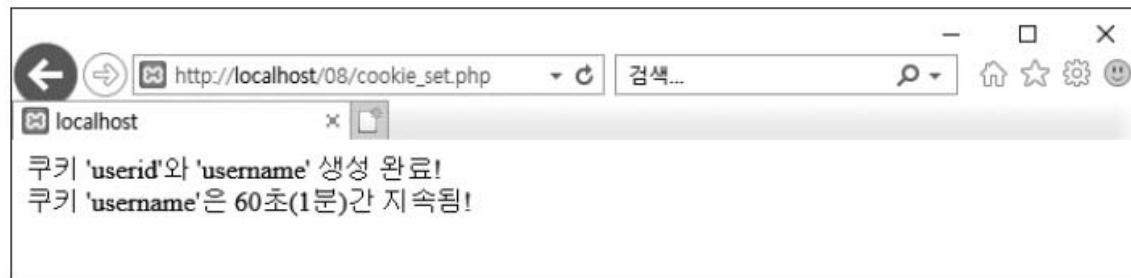 http://localhost/08/cookie_set.php
검색...
localhost
쿠키 'userid'와 'username' 생성 완료!
쿠키 'username'은 60초(1분)간 지속됨!